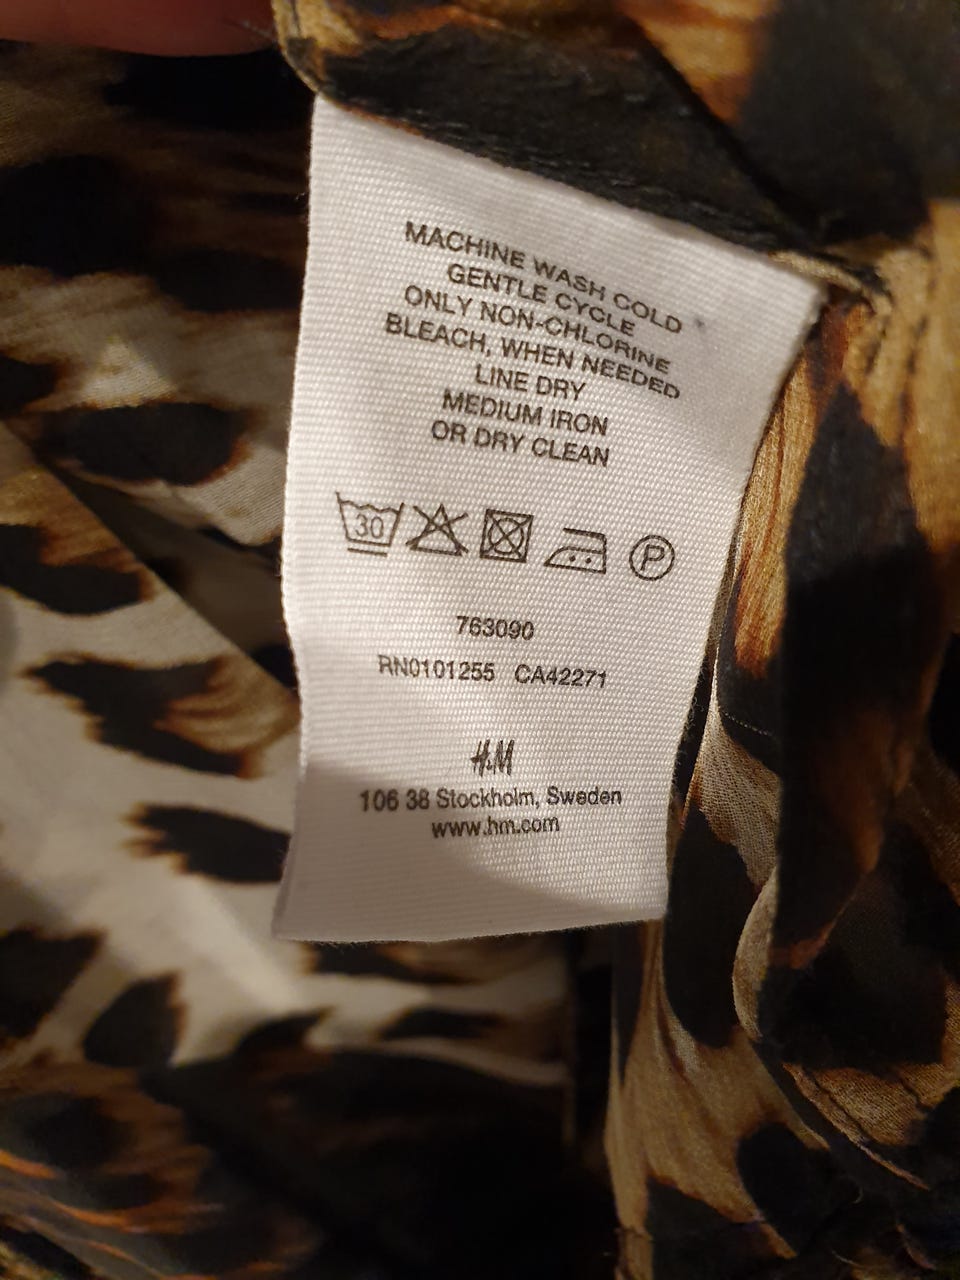 MACHINE WASH COLD
GENTLE CYCLE
ONLY NON-CHLORINE
BLEACH, WHEN NEEDED
LINE DRY
MEDIUM IRON
OR DRY CLEAN
30 P
763090
RN0101255 CA42271
H&M
106 38 Stockholm, Sweden
www.hm.com